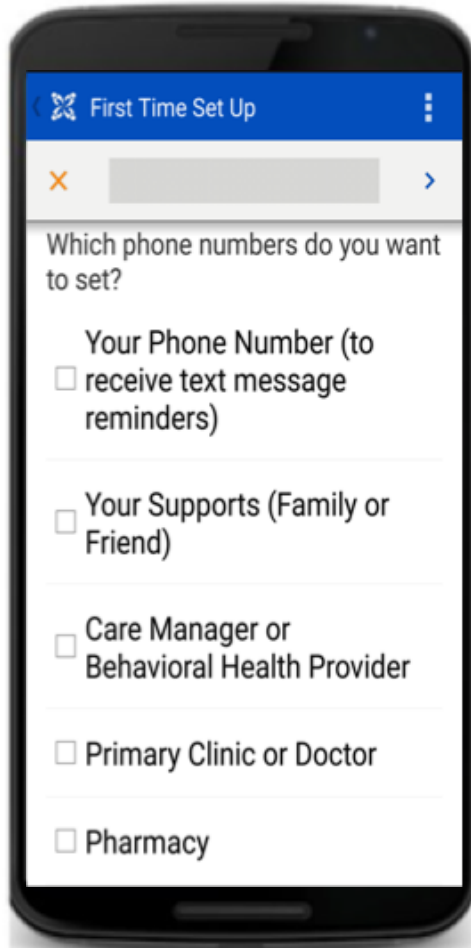 First Time Set Up
Which phone numbers do you want
to set?
Your Phone Number (to
receive text message
reminders)
Your Supports (Family or
Friend)
Care Manager or
Behavioral Health Provider
Primary Clinic or Doctor
Pharmacy